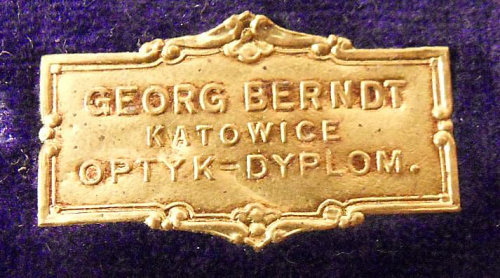 GEORG BERNDT
KATOWICE
OPTYK=DYPLOM.